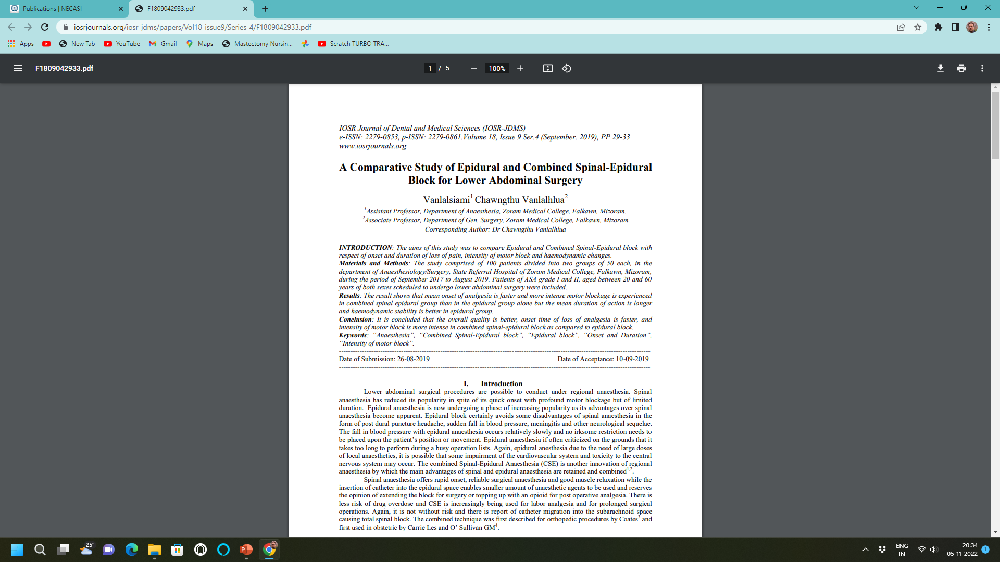 Publications | NECASI
F1809042933.pdf
iosrjournals.org/iosr-jdms/papers/Vol18-issue9/Series-4/F1809042933.pdf
Apps
New Tab
YouTube
Gmail
Maps
Mastectomy Nursin...
Scratch TURBO TRA...
F1809042933.pdf
1 / 5
100%
IOSR Journal of Dental and Medical Sciences (IOSR-JDMS)
e-ISSN: 2279-0853, p-ISSN: 2279-0861.Volume 18, Issue 9 Ser.4 (September. 2019), PP 29-33
www.iosrjournals.org
A Comparative Study of Epidural and Combined Spinal-Epidural
Block for Lower Abdominal Surgery
Vanlalsiami1 Chawngthu Vanlalhlua2
1Assistant Professor, Department of Anaesthesia, Zoram Medical College, Falkawn, Mizoram.
2Associate Professor, Department of Gen. Surgery, Zoram Medical College, Falkawn, Mizoram
Corresponding Author: Dr Chawngthu Vanlalhlua
INTRODUCTION: The aims of this study was to compare Epidural and Combined Spinal-Epidural block with
respect of onset and duration of loss of pain, intensity of motor block and haemodynamic changes.
Materials and Methods: The study comprised of 100 patients divided into two groups of 50 each, in the
department of Anaesthesiology/Surgery, State Referral Hospital of Zoram Medical College, Falkawn, Mizoram,
during the period of September 2017 to August 2019. Patients of ASA grade I and II, aged between 20 and 60
years of both sexes scheduled to undergo lower abdominal surgery were included.
Results: The result shows that mean onset of analgesia is faster and more intense motor blockage is experienced
in combined spinal epidural group than in the epidural group alone but the mean duration of action is longer
and haemodynamic stability is better in epidural group.
Conclusion: It is concluded that the overall quality is better, onset time of loss of analgesia is faster, and
intensity of motor block is more intense in combined spinal-epidural block as compared to epidural block.
Keywords: “Anaesthesia”, “Combined Spinal-Epidural block”, “Epidural block”, “Onset and Duration”,
“Intensity of motor block”.
Date of Submission: 26-08-2019 Date of Acceptance: 10-09-2019
I. Introduction
Lower abdominal surgical procedures are possible to conduct under regional anaesthesia. Spinal
anaesthesia has reduced its popularity in spite of its quick onset with profound motor blockage but of limited
duration. Epidural anaesthesia is now undergoing a phase of increasing popularity as its advantages over spinal
anaesthesia become apparent. Epidural block certainly avoids some disadvantages of spinal anaesthesia in the
form of post dural puncture headache, sudden fall in blood pressure, meningitis and other neurological sequelae.
The fall in blood pressure with epidural anaesthesia occurs relatively slowly and no irksome restriction needs to
be placed upon the patient’s position or movement. Epidural anaesthesia if often criticized on the grounds that it
takes too long to perform during a busy operation lists. Again, epidural anesthesia due to the need of large doses
of local anaesthetics, it is possible that some impairment of the cardiovascular system and toxicity to the central
nervous system may occur. The combined Spinal-Epidural Anaesthesia (CSE) is another innovation of regional
anaesthesia by which the main advantages of spinal and epidural anaesthesia are retained and combined1,2.
Spinal anaesthesia offers rapid onset, reliable surgical anaesthesia and good muscle relaxation while the
insertion of catheter into the epidural space enables smaller amount of anaesthetic agents to be used and reserves
the opinion of extending the block for surgery or topping up with an opioid for post operative analgesia. There is
less risk of drug overdose and CSE is increasingly being used for labor analgesia and for prolonged surgical
operations. Again, it is not without risk and there is report of catheter migration into the subarachnoid space
causing total spinal block. The combined technique was first described for orthopedic procedures by Coates3 and
first used in obstetric by Carrie Les and O’ Sullivan GM4.
25°
ENG
IN
20:34
05-11-2022
1